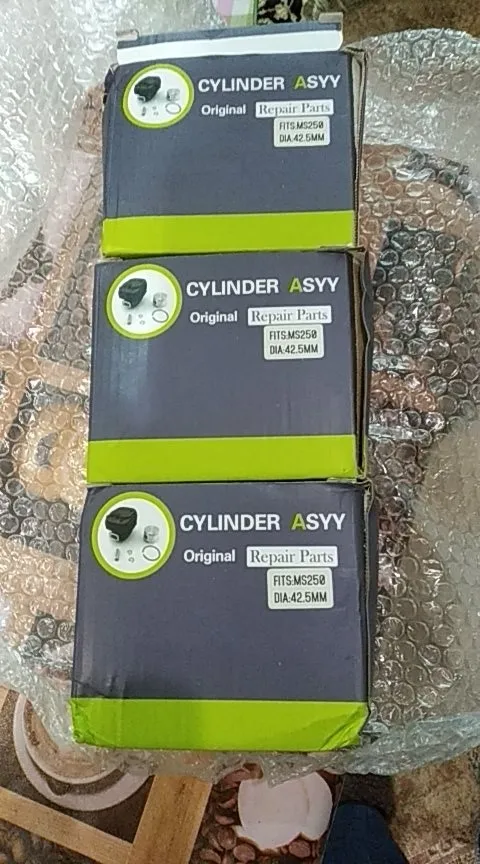 CYLINDER ASYY
Original Repair Parts
FITS:MS250
DIA:42.5MM
CYLINDER ASYY
Original Repair Parts
FITS:MS250
DIA:42.5MM
CYLINDER ASYY
Original Repair Parts
FITS:MS250
DIA:42.5MM